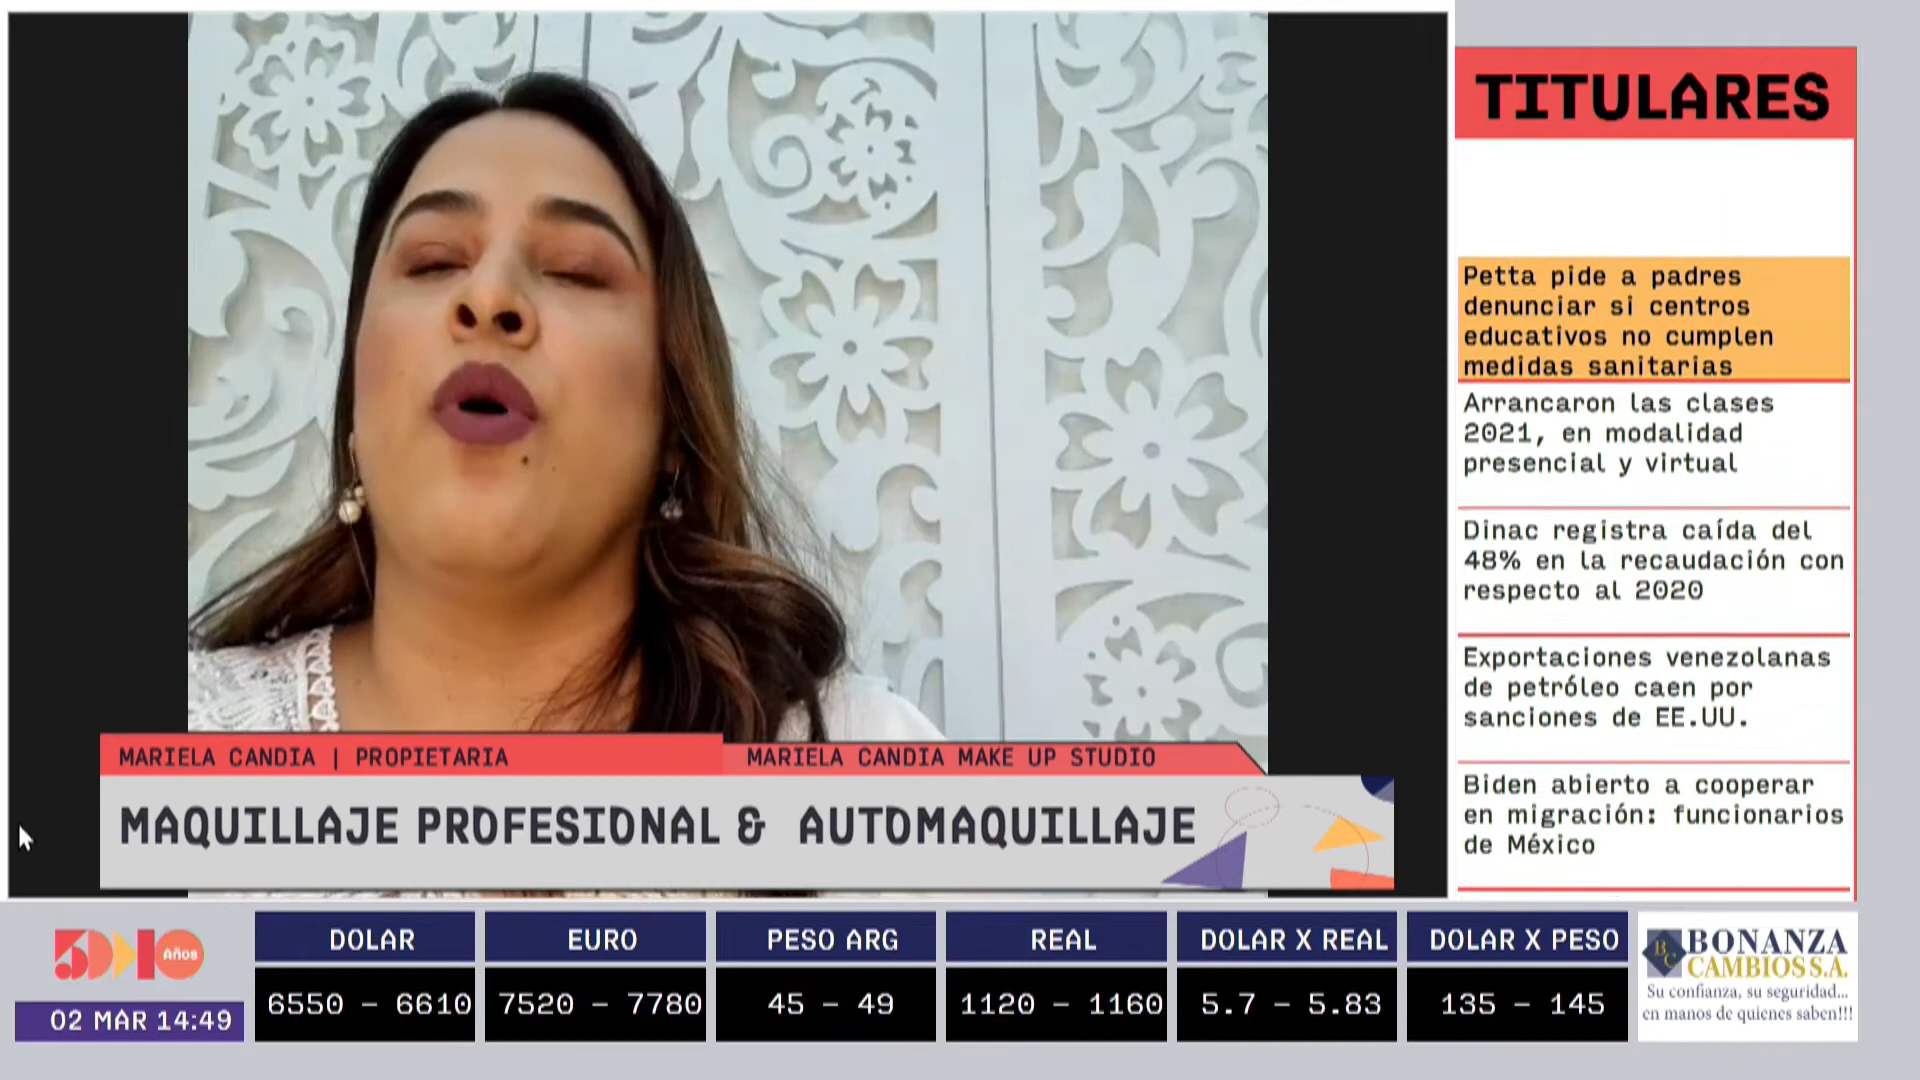 TITULARES
Petta pide a padres
denunciar si centros
educativos no cumplen
medidas sanitarias
Arrancaron las clases
2021, en modalidad
presencial y virtual
Dinac registra caída del
48% en la recaudación con
respecto al 2020
Exportaciones venezolanas
de petróleo caen por
sanciones de EE.UU.
Biden abierto a cooperar
en migración: funcionarios
de México
MARIELA CANDIA | PROPIETARIA
MARIELA CANDIA MAKE UP STUDIO
MAQUILLAJE PROFESIONAL & AUTOMAQUILLAJE
Años
02 MAR 14:49
DOLAR
6550 - 6610
EURO
7520 - 7780
PESO ARG
45 - 49
REAL
1120 - 1160
DOLAR X REAL
5.7 - 5.83
DOLAR X PESO
135 - 145
BC
BONANZA
CAMBIOS S.A.
Su confianza, su seguridad...
en manos de quienes saben!!!